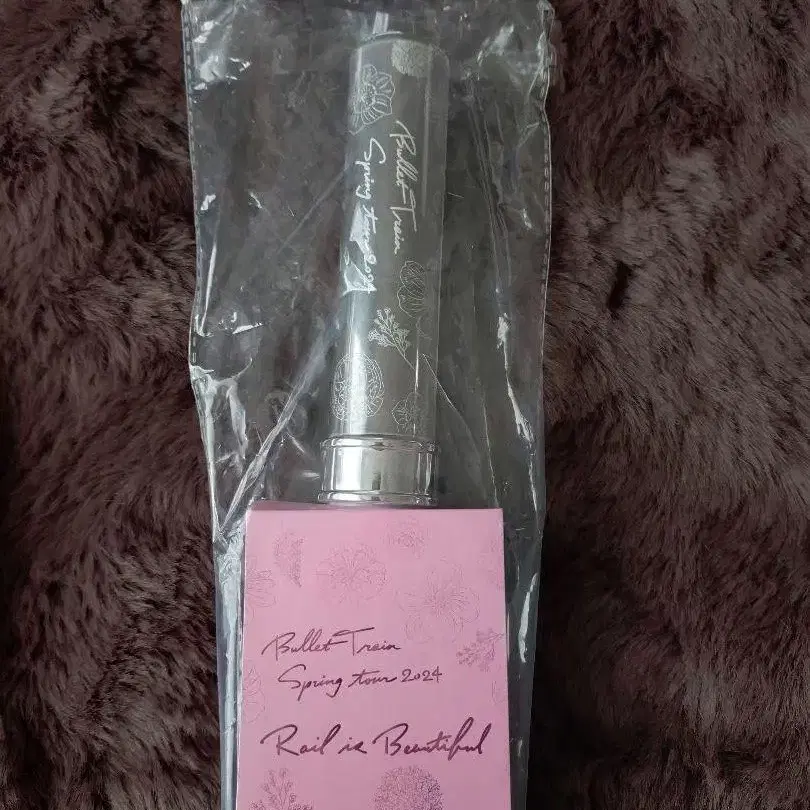 Bullet Train
Spring tour 2024
Bullet Train
Spring tour 2024
Rail is Beautiful